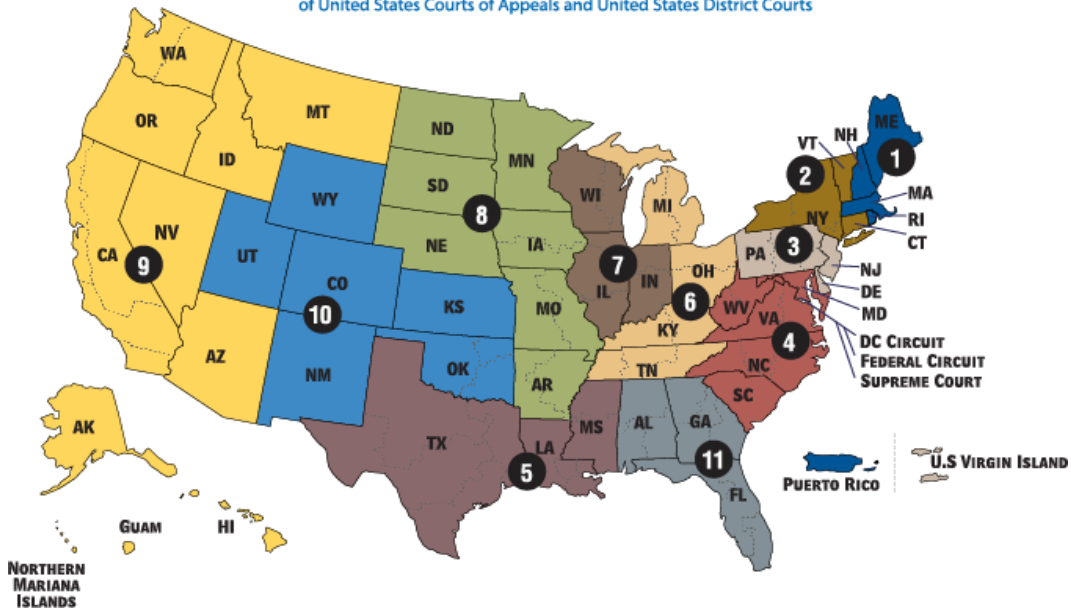 of United States Courts of Appeals and United States District Courts
WA
MT
ME
OR
ND
NH
VT
1
MN
ID
2
SD
WI
WY
MI
MA
8
NY
RI
NV
NE
IA
CT
UT
3
CA
9
PA
7
NJ
OH
CO
IN
DE
IL
6
WV
MD
KS
MO
10
VA
KY
4
DC CIRCUIT
AZ
FEDERAL CIRCUIT
NC
OK
TN
NM
SUPREME COURT
AR
SC
AK
MS
AL
GA
TX
LA
11
U.S VIRGIN ISLAND
5
PUERTO RICO
FL
GUAM
HI
NORTHERN
MARIANA
ISLANDS